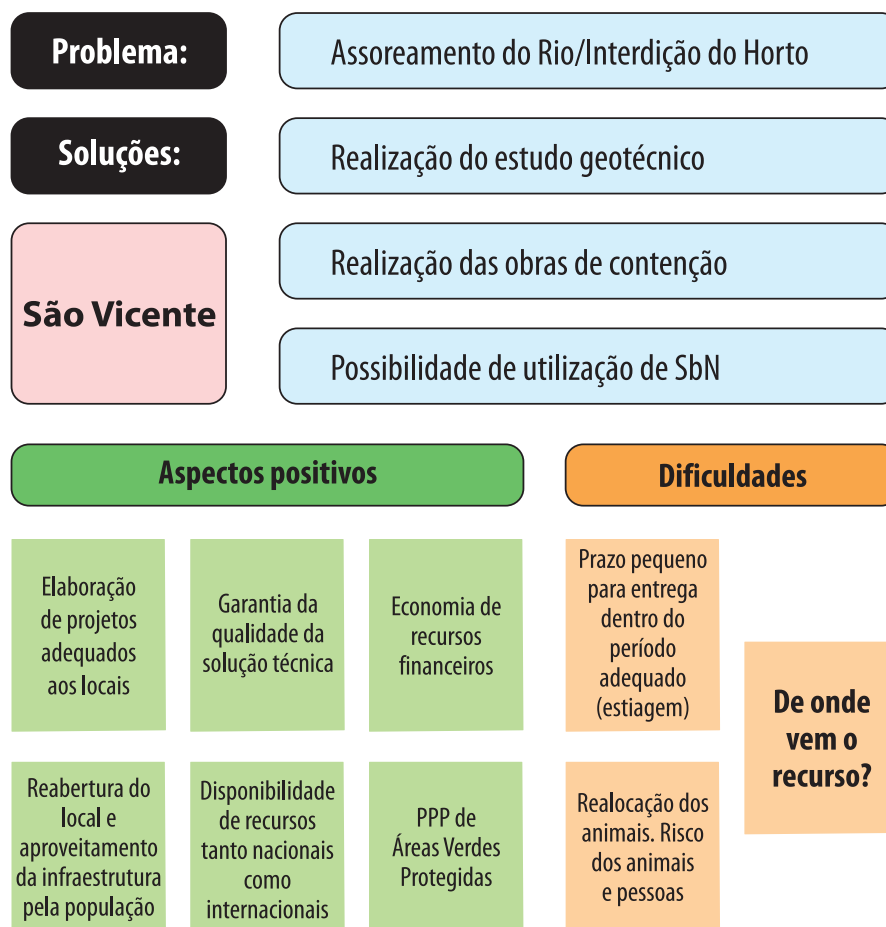 Problema:
Assoreamento do Rio/Interdição do Horto
Soluções:
Realização do estudo geotécnico
São Vicente
Realização das obras de contenção
Possibilidade de utilização de SbN
Aspectos positivos
Elaboração
de projetos
adequados
aos locais
Garantia da
qualidade da
solução técnica
Economia de
recursos
financeiros
Reabertura do
local e
aproveitamento
da infraestrutura
pela população
Disponibilidade
de recursos
tanto nacionais
como
internacionais
PPP de
Áreas Verdes
Protegidas
Dificuldades
Prazo pequeno
para entrega
dentro do
período
adequado
(estiagem)
De onde
vem o
recurso?
Realocação dos
animais. Risco
dos animais
e pessoas